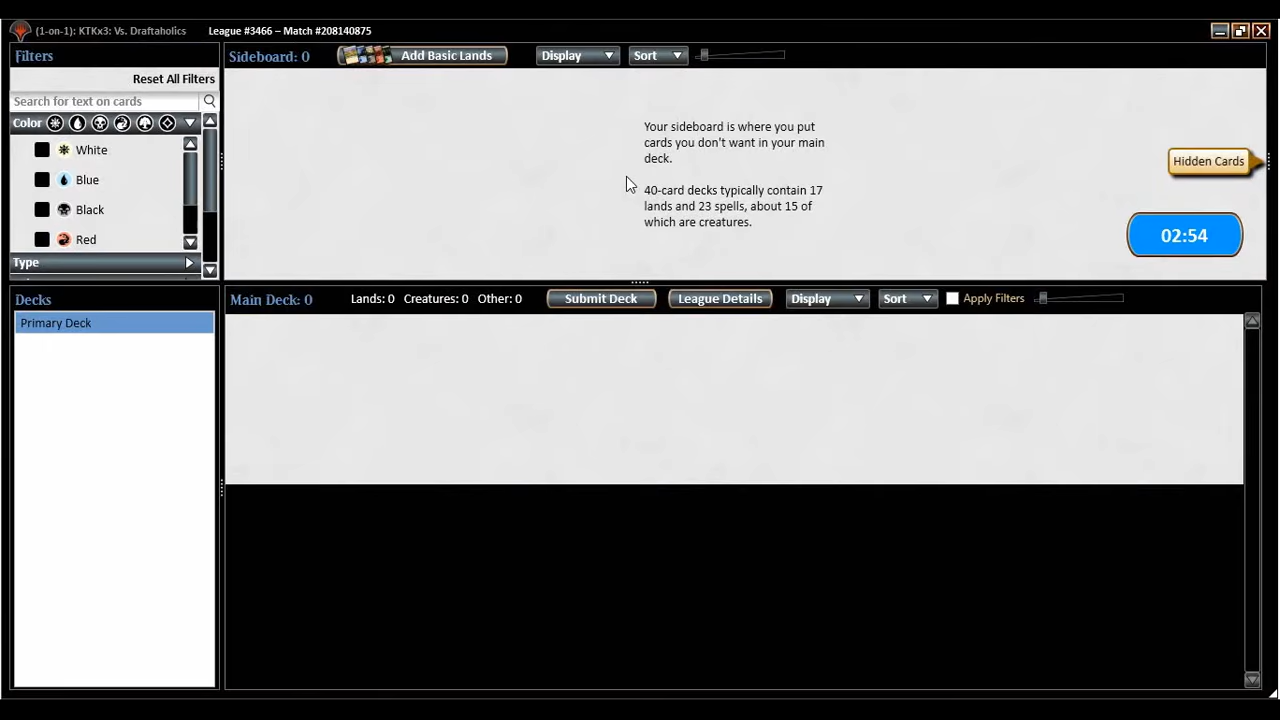 (1-on-1): KTKx3: Vs. Draftaholics League #3466 – Match #208140875
Filters
Reset All Filters
Search for text on cards
Color
White
Blue
Black
Red
Type
Sideboard: 0 Add Basic Lands Display Sort
Your sideboard is where you put
cards you don't want in your main
deck.
40-card decks typically contain 17
lands and 23 spells, about 15 of
which are creatures.
Hidden Cards
02:54
Decks
Primary Deck
Main Deck: 0 Lands: 0 Creatures: 0 Other: 0 Submit Deck League Details Display Sort Apply Filters